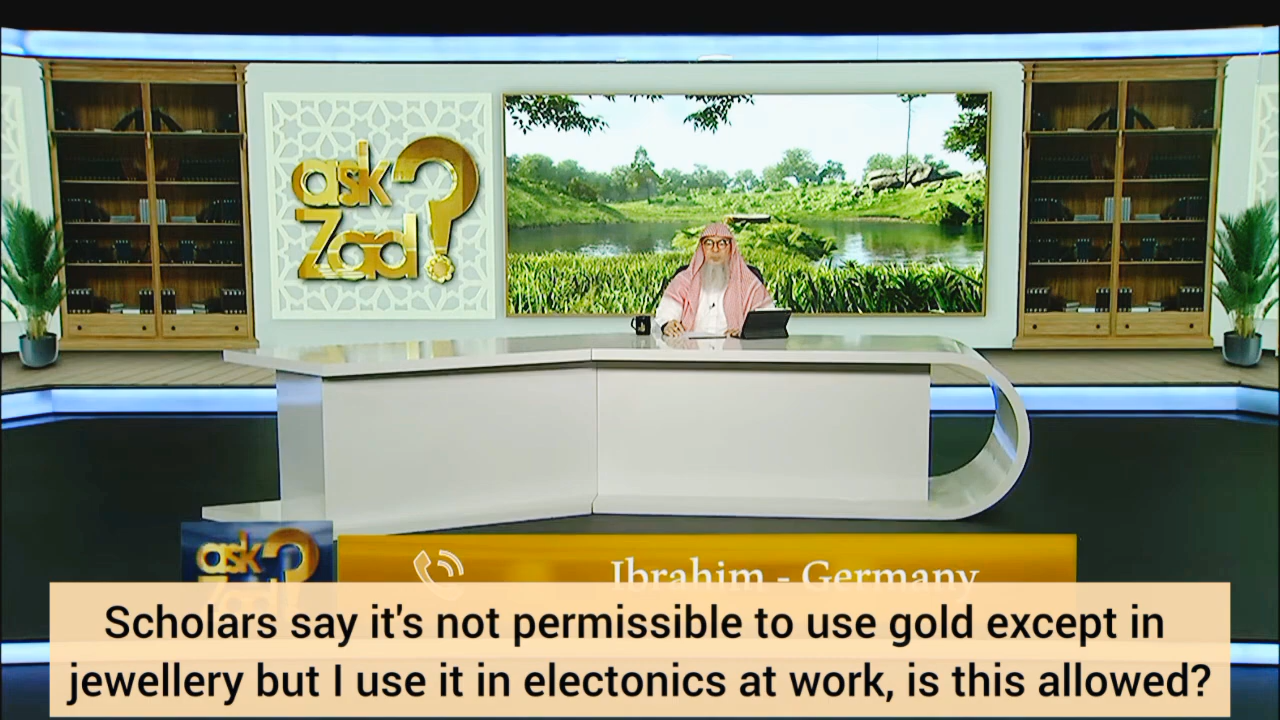 ask
Zad
?
ask
?
Ibrahim - Germany
Scholars say it's not permissible to use gold except in
jewellery but I use it in electonics at work, is this allowed?